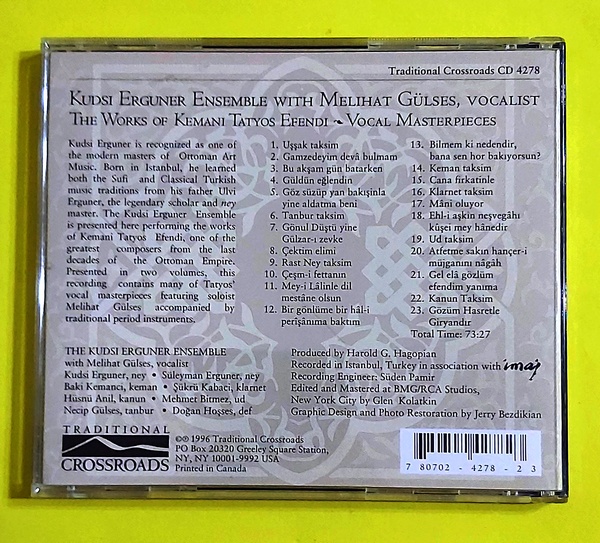 Traditional Crossroads CD 4278
KUDSI ERGUNER ENSEMBLE WITH MELIHAT GÜLSES, VOCALIST
THE WORKS OF KEMANI TATYOS EFENDI ~ VOCAL MASTERPIECES
Kudsi Erguner is recognized as one of
the modern masters of Ottoman Art
Music. Born in Istanbul, he learned
both the Sufi and Classical Turkish
music traditions from his father Ulvi
Erguner, the legendary scholar and ney
master. The Kudsi Erguner Ensemble
is presented here performing the works
of Kemani Tatyos Efendi, one of the
greatest composers from the last
decades of the Ottoman Empire.
Presented in two volumes, this
recording contains many of Tatyos'
vocal masterpieces featuring soloist
Melihat Gülses accompanied by
traditional period instruments.
1. Uşşak taksim
2. Gamzedeyim devâ bulmam
3. Bu akşam gün batarken
4. Güldün eğlendin
5. Göz süzüp yan bakışinla
yine aldatma beni
6. Tanbur taksim
7. Gönul Düştü yine
Gülzar-ı zevke
8. Çektim elimi
9. Rast Ney taksim
10. Çeşm-i fettanın
11. Mey-i Lâlinle dil
mestâne olsun
12. Bir gönlüme bir hâl-i
perîşânıma baktım
13. Bilmem ki nedendir,
bana sen hor bakıyorsun?
14. Keman taksim
15. Cana firkatinle
16. Klarnet taksim
17. Mâni oluyor
18. Ehl-i aşkin neşvegâhı
kûşei mey hânedir
19. Ud taksim
20. Atfetme sakın hançer-i
müjganını nâgâh
21. Gel elâ gözlüm
efendim yanıma
22. Kanun Taksim
23. Gözüm Hasretle
Giryandır
Total Time: 73:27
THE KUDSI ERGUNER ENSEMBLE
with Melihat Gülses, vocalist
Kudsi Erguner, ney • Süleyman Erguner, ney
Baki Kemancı, keman • Şükrü Kabaci, klarnet
Hüsnü Anil, kanun • Mehmet Bitmez, ud
Necip Gülses, tanbur • Doğan Hoşses, def
Produced by Harold G. Hagopian
Recorded in Istanbul, Turkey in association with imaj
Recording Engineer: Süden Pamir
Edited and Mastered at BMG/RCA Studios,
New York City by Glen Kolatkin
Graphic Design and Photo Restoration by Jerry Bezdikian
TRADITIONAL
CROSSROADS
©℗ 1996 Traditional Crossroads
PO Box 20320 Greeley Square Station,
NY, NY 10001-9992 USA
Printed in Canada
7 80702 - 4278 - 2 3